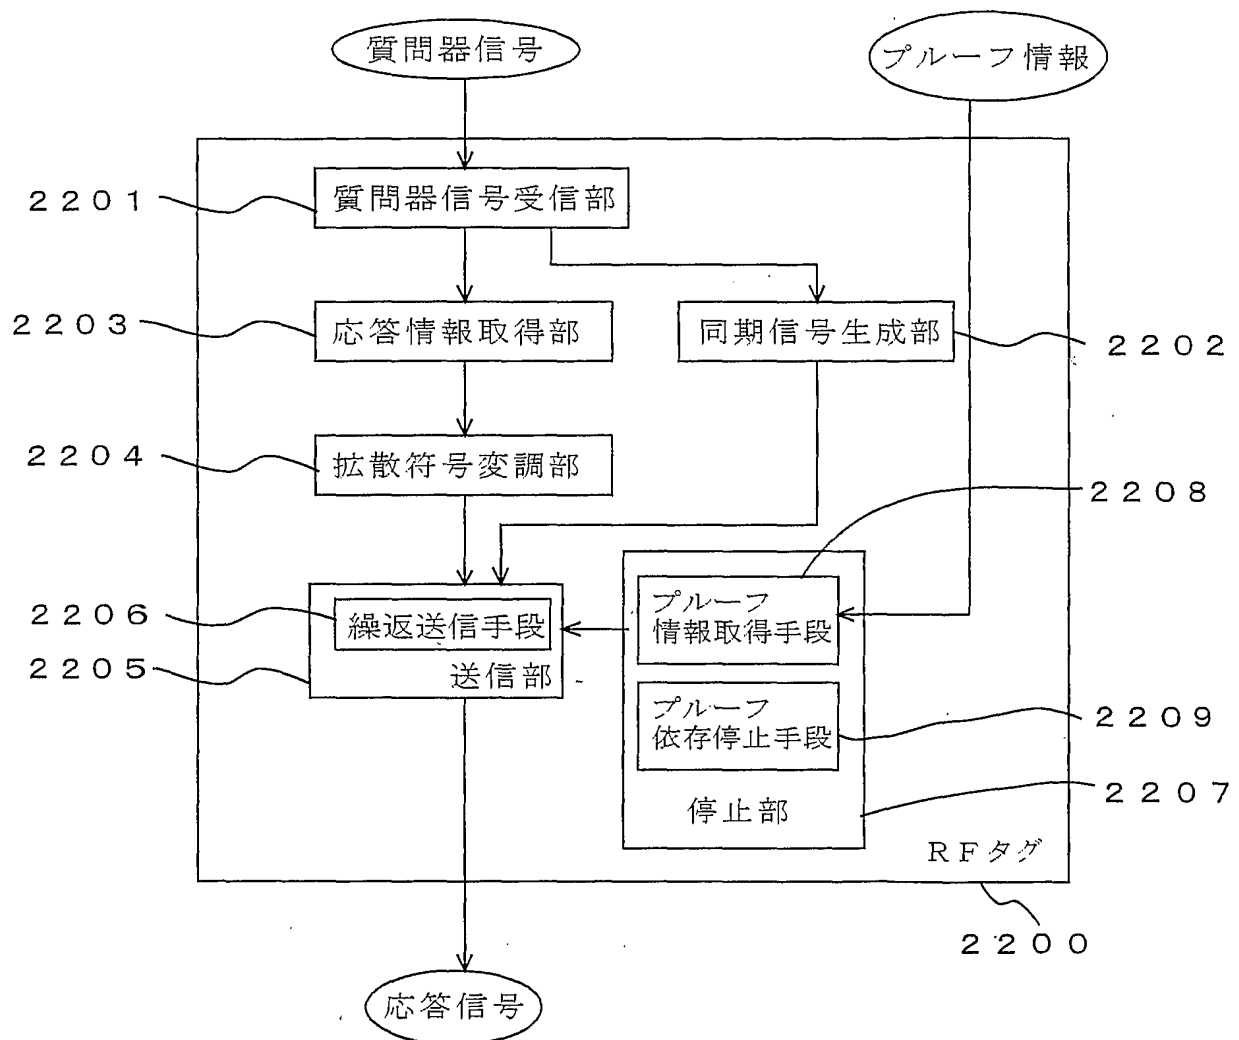 質問器信号
プルーフ情報
２２０１
質問器信号受信部
２２０３
応答情報取得部
同期信号生成部
２２０２
２２０４
拡散符号変調部
２２０８
２２０６
繰返送信手段
２２０５
送信部
プルーフ
情報取得手段
プルーフ
依存停止手段
２２０９
停止部
２２０７
ＲＦタグ
２２００
応答信号